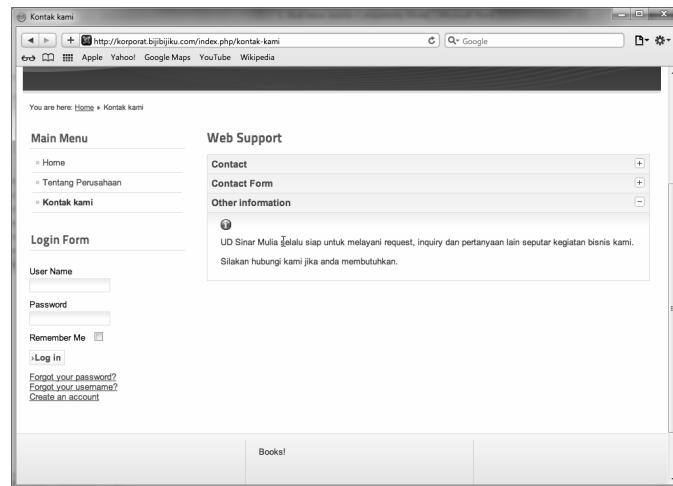 Kontak kami
http://korporat.bijibijiku.com/index.php/kontak-kami
Google
Apple Yahoo! Google Maps YouTube Wikipedia
You are here: Home Kontak kami
Main Menu
Home
Tentang Perusahaan
Kontak kami
Login Form
User Name
Password
Remember Me
›Log in
Forgot your password?
Forgot your username?
Create an account
Web Support
Contact
Contact Form
Other information
UD Sinar Mulia selalu siap untuk melayani request, inquiry dan pertanyaan lain seputar kegiatan bisnis kami.
Silakan hubungi kami jika anda membutuhkan.
Books!